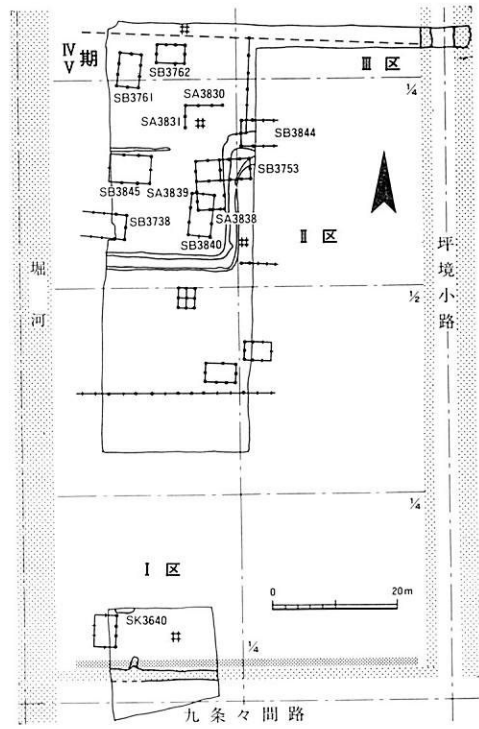 Ⅳ
Ⅴ
期
SB3762
SB3761
SA3830
SA3831
SB3844
SB3753
SB3845
SA3839
SA3838
SB3738
SB3840
Ⅲ 区
¼
Ⅱ 区
½
堀河
坪境小路
¼
Ⅰ 区
0
20m
SK3640
¼
九条々間路